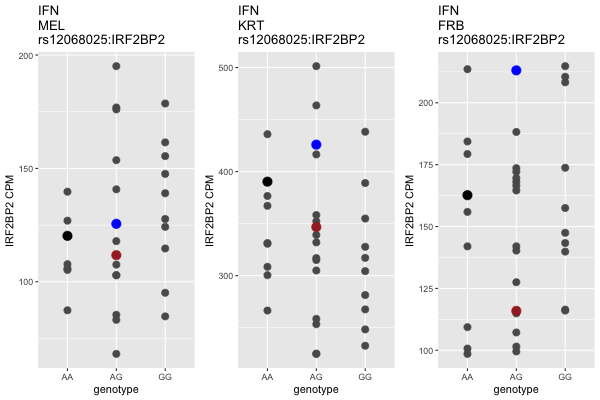 IFN
MEL
rs12068025:IRF2BP2
200
150
100
IRF2BP2 CPM
AA AG GG
genotype
IFN
KRT
rs12068025:IRF2BP2
500
400
300
IRF2BP2 CPM
AA AG GG
genotype
IFN
FRB
rs12068025:IRF2BP2
200
175
150
125
100
IRF2BP2 CPM
AA AG GG
genotype